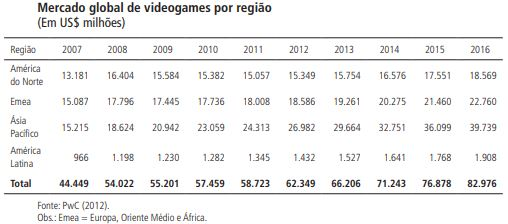 Mercado global de videogames por região
(Em US$ milhões)
Região 2007 2008 2009 2010 2011 2012 2013 2014 2015 2016
América do Norte 13.181 16.404 15.584 15.382 15.057 15.349 15.754 16.576 17.551 18.569
Emea 15.087 17.796 17.445 17.736 18.008 18.586 19.261 20.275 21.460 22.760
Ásia Pacífico 15.215 18.624 20.942 23.059 24.313 26.982 29.664 32.751 36.099 39.739
América Latina 966 1.198 1.230 1.282 1.345 1.432 1.527 1.641 1.768 1.908
Total 44.449 54.022 55.201 57.459 58.723 62.349 66.206 71.243 76.878 82.976
Fonte: PwC (2012).
Obs.: Emea = Europa, Oriente Médio e África.